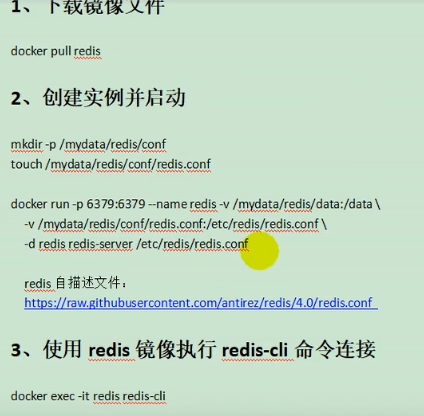 1、下载镜像文件
docker pull redis
2、创建实例并启动
mkdir -p /mydata/redis/conf
touch /mydata/redis/conf/redis.conf
docker run -p 6379:6379 --name redis -v /mydata/redis/data:/data \
-v /mydata/redis/conf/redis.conf:/etc/redis/redis.conf \
-d redis redis-server /etc/redis/redis.conf
redis 自描述文件：
https://raw.githubusercontent.com/antirez/redis/4.0/redis.conf
3、使用 redis 镜像执行 redis-cli 命令连接
docker exec -it redis redis-cli